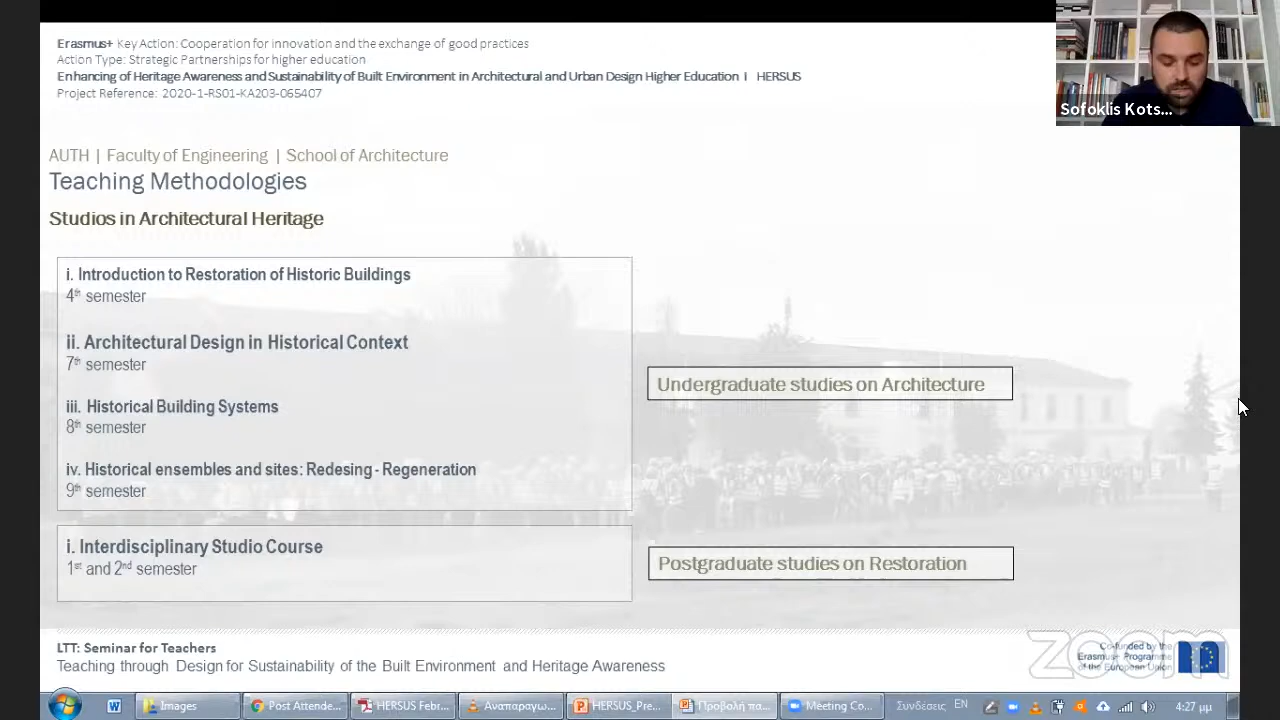 Erasmus+ Key Action: Cooperation for innovation and the exchange of good practices
Action Type: Strategic Partnerships for higher education
Enhancing of Heritage Awareness and Sustainability of Built Environment in Architectural and Urban Design Higher Education I HERSUS
Project Reference: 2020-1-RS01-KA203-065407
Sofoklis Kots...
AUTH | Faculty of Engineering | School of Architecture
Teaching Methodologies
Studios in Architectural Heritage
i. Introduction to Restoration of Historic Buildings
4th semester
ii. Architectural Design in Historical Context
7th semester
iii. Historical Building Systems
8th semester
iv. Historical ensembles and sites: Redesing - Regeneration
9th semester
Undergraduate studies on Architecture
i. Interdisciplinary Studio Course
1st and 2nd semester
Postgraduate studies on Restoration
LTT: Seminar for Teachers
Teaching through Design for Sustainability of the Built Environment and Heritage Awareness
zoom
Co-funded by the
Erasmus+ Programme
of the European Union
Images
Post Attende...
HERSUS Febr...
Αναπαραγω...
HERSUS_Pre...
Προβολή πα...
Meeting Co...
Συνδέσεις
EN
4:27 μμ